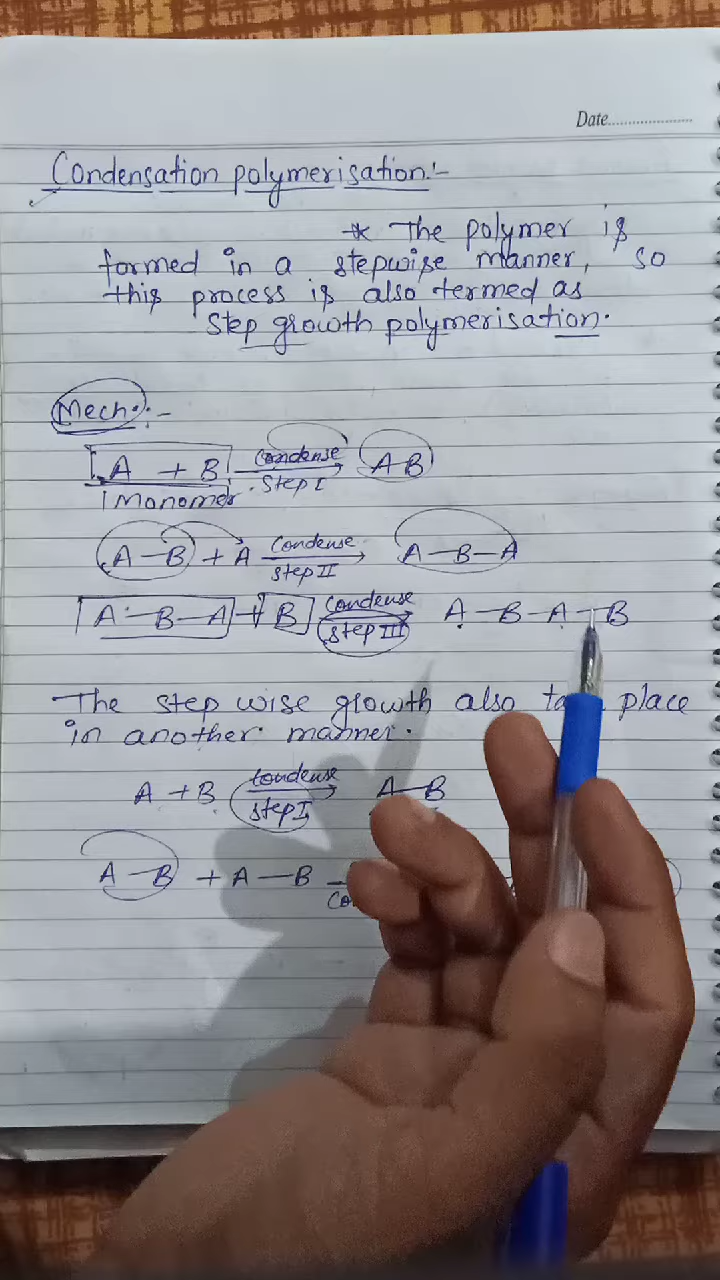 Date....................
Condensation polymerisation:-
* The polymer is
formed in a stepwise manner, so
this process is also termed as
step growth polymerisation.
Mech:-
A + B condense AB
Monomer. Step I
A-B + A Condense A-B-A
step II
A-B-A + B condense A-B-A-B
step III
The step wise growth also place
in another manner.
A + B condense A-B
step I
A-B + A-B